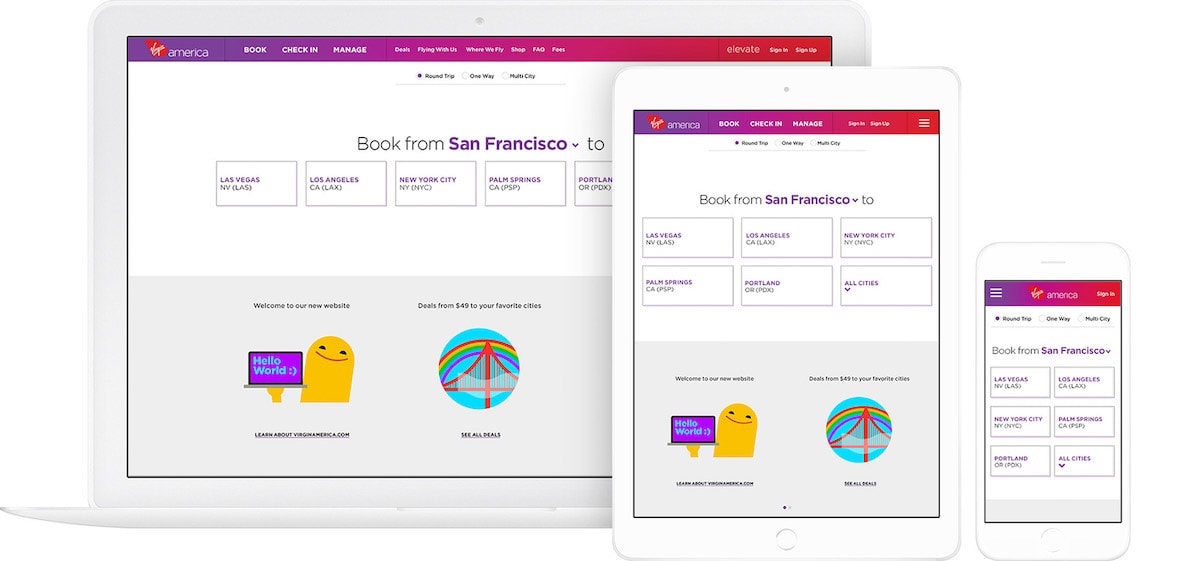 Virgin america BOOK CHECK IN MANAGE Deals Flying With Us Where We Fly Shop FAQ Fees elevate Sign In Sign Up
Round Trip One Way Multi City
Book from San Francisco to
LAS VEGAS
NV (LAS)
LOS ANGELES
CA (LAX)
NEW YORK CITY
NY (NYC)
PALM SPRINGS
CA (PSP)
PORTLAN
OR (PDX)
Welcome to our new website
Hello
World :)
LEARN ABOUT VIRGINAMERICA.COM
Deals from $49 to your favorite cities
SEE ALL DEALS
Virgin america BOOK CHECK IN MANAGE Sign In Sign Up
Round Trip One Way Multi City
Book from San Francisco to
LAS VEGAS
NV (LAS)
LOS ANGELES
CA (LAX)
NEW YORK CITY
NY (NYC)
PALM SPRINGS
CA (PSP)
PORTLAND
OR (PDX)
ALL CITIES
Welcome to our new website
Hello
World :)
LEARN ABOUT VIRGINAMERICA.COM
Deals from $49 to your favorite cities
SEE ALL DEALS
Virgin america Sign In
Round Trip One Way Multi City
Book from San Francisco
LAS VEGAS
NV (LAS)
LOS ANGELES
CA (LAX)
NEW YORK CITY
NY (NYC)
PALM SPRINGS
CA (PSP)
PORTLAND
OR (PDX)
ALL CITIES